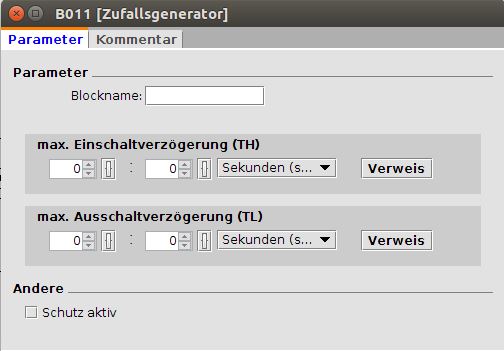 B011 [Zufallsgenerator]
Parameter Kommentar
Parameter
Blockname:
max. Einschaltverzögerung (TH)
0 : 0 Sekunden (s... Verweis
max. Ausschaltverzögerung (TL)
0 : 0 Sekunden (s... Verweis
Andere
Schutz aktiv